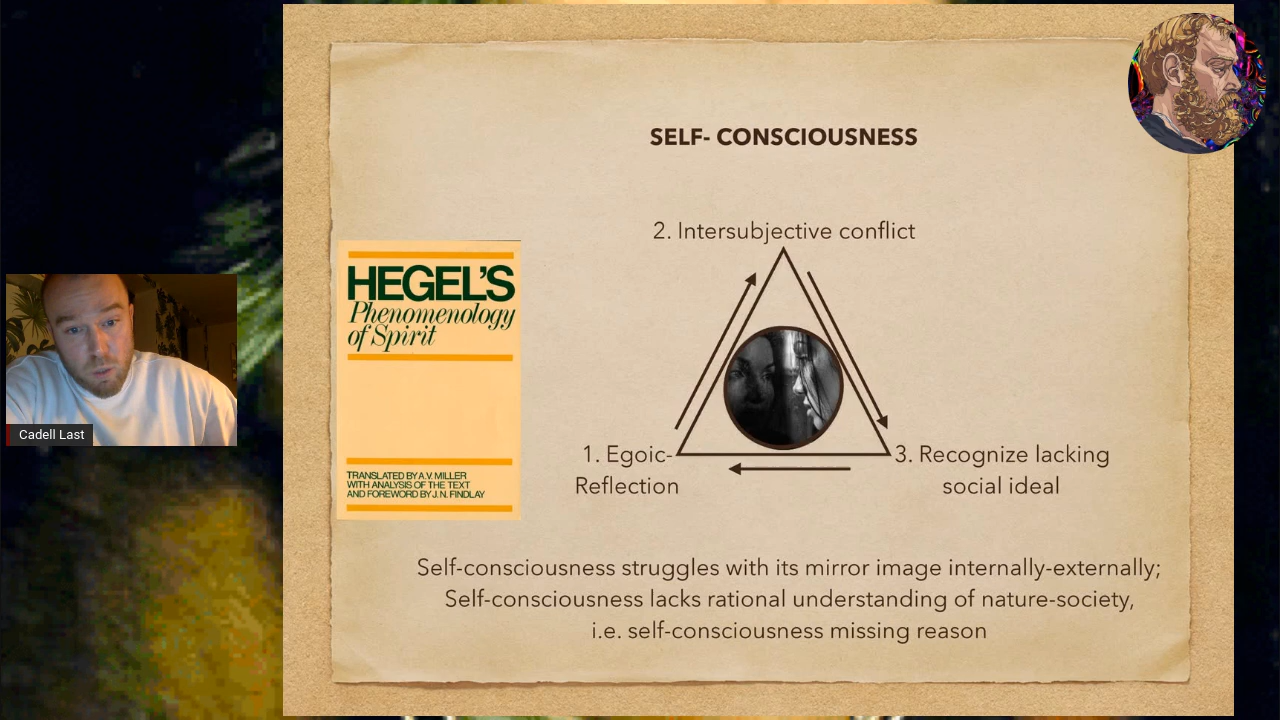 SELF- CONSCIOUSNESS
2. Intersubjective conflict
HEGEL'S
Phenomenology
of Spirit
TRANSLATED BY A.V. MILLER
WITH ANALYSIS OF THE TEXT
AND FOREWORD BY J. N. FINDLAY
Cadell Last
1. Egoic-
Reflection
3. Recognize lacking
social ideal
Self-consciousness struggles with its mirror image internally-externally;
Self-consciousness lacks rational understanding of nature-society,
i.e. self-consciousness missing reason